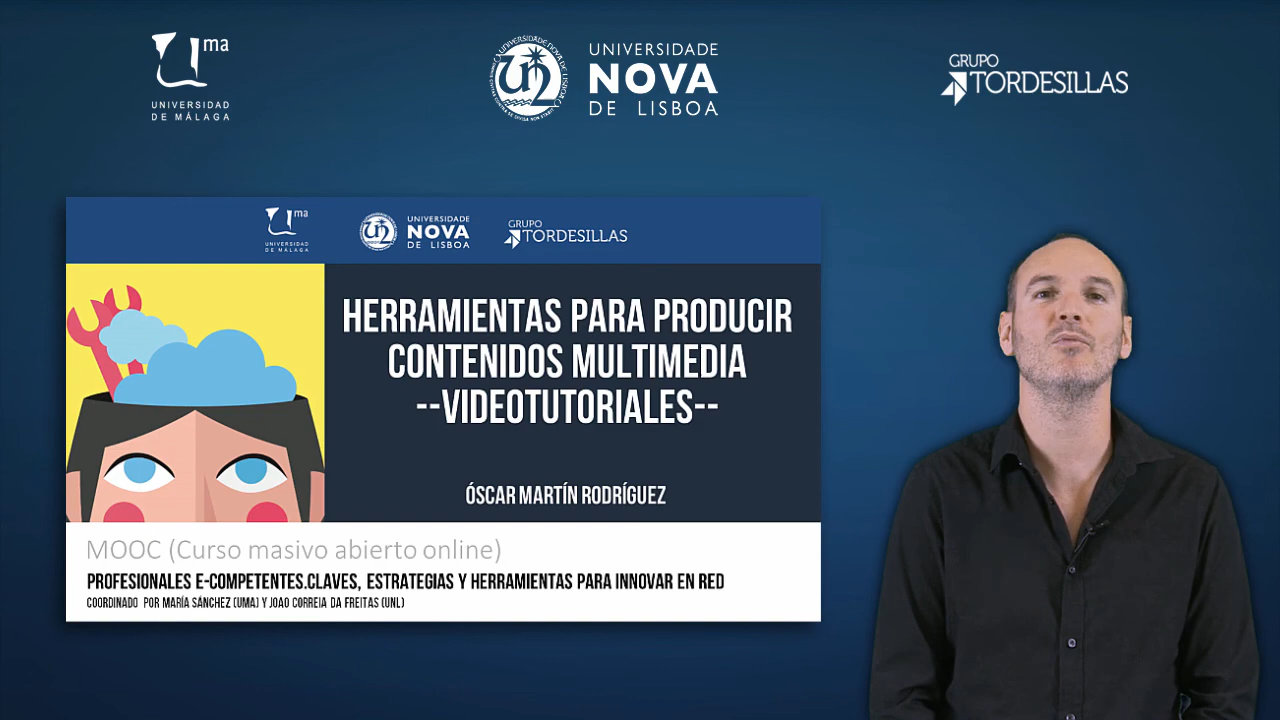 uma
UNIVERSIDAD
DE MÁLAGA
UNIVERSIDADE
NOVA
DE LISBOA
GRUPO
TORDESILLAS
uma
UNIVERSIDAD
DE MÁLAGA
UNIVERSIDADE
NOVA
DE LISBOA
GRUPO
TORDESILLAS
HERRAMIENTAS PARA PRODUCIR
CONTENIDOS MULTIMEDIA
--VIDEOTUTORIALES--
ÓSCAR MARTÍN RODRÍGUEZ
MOOC (Curso masivo abierto online)
PROFESIONALES E-COMPETENTES.CLAVES, ESTRATEGIAS Y HERRAMIENTAS PARA INNOVAR EN RED
COORDINADO POR MARÍA SÁNCHEZ (UMA) Y JOAO CORREIA DA FREITAS (UNL)